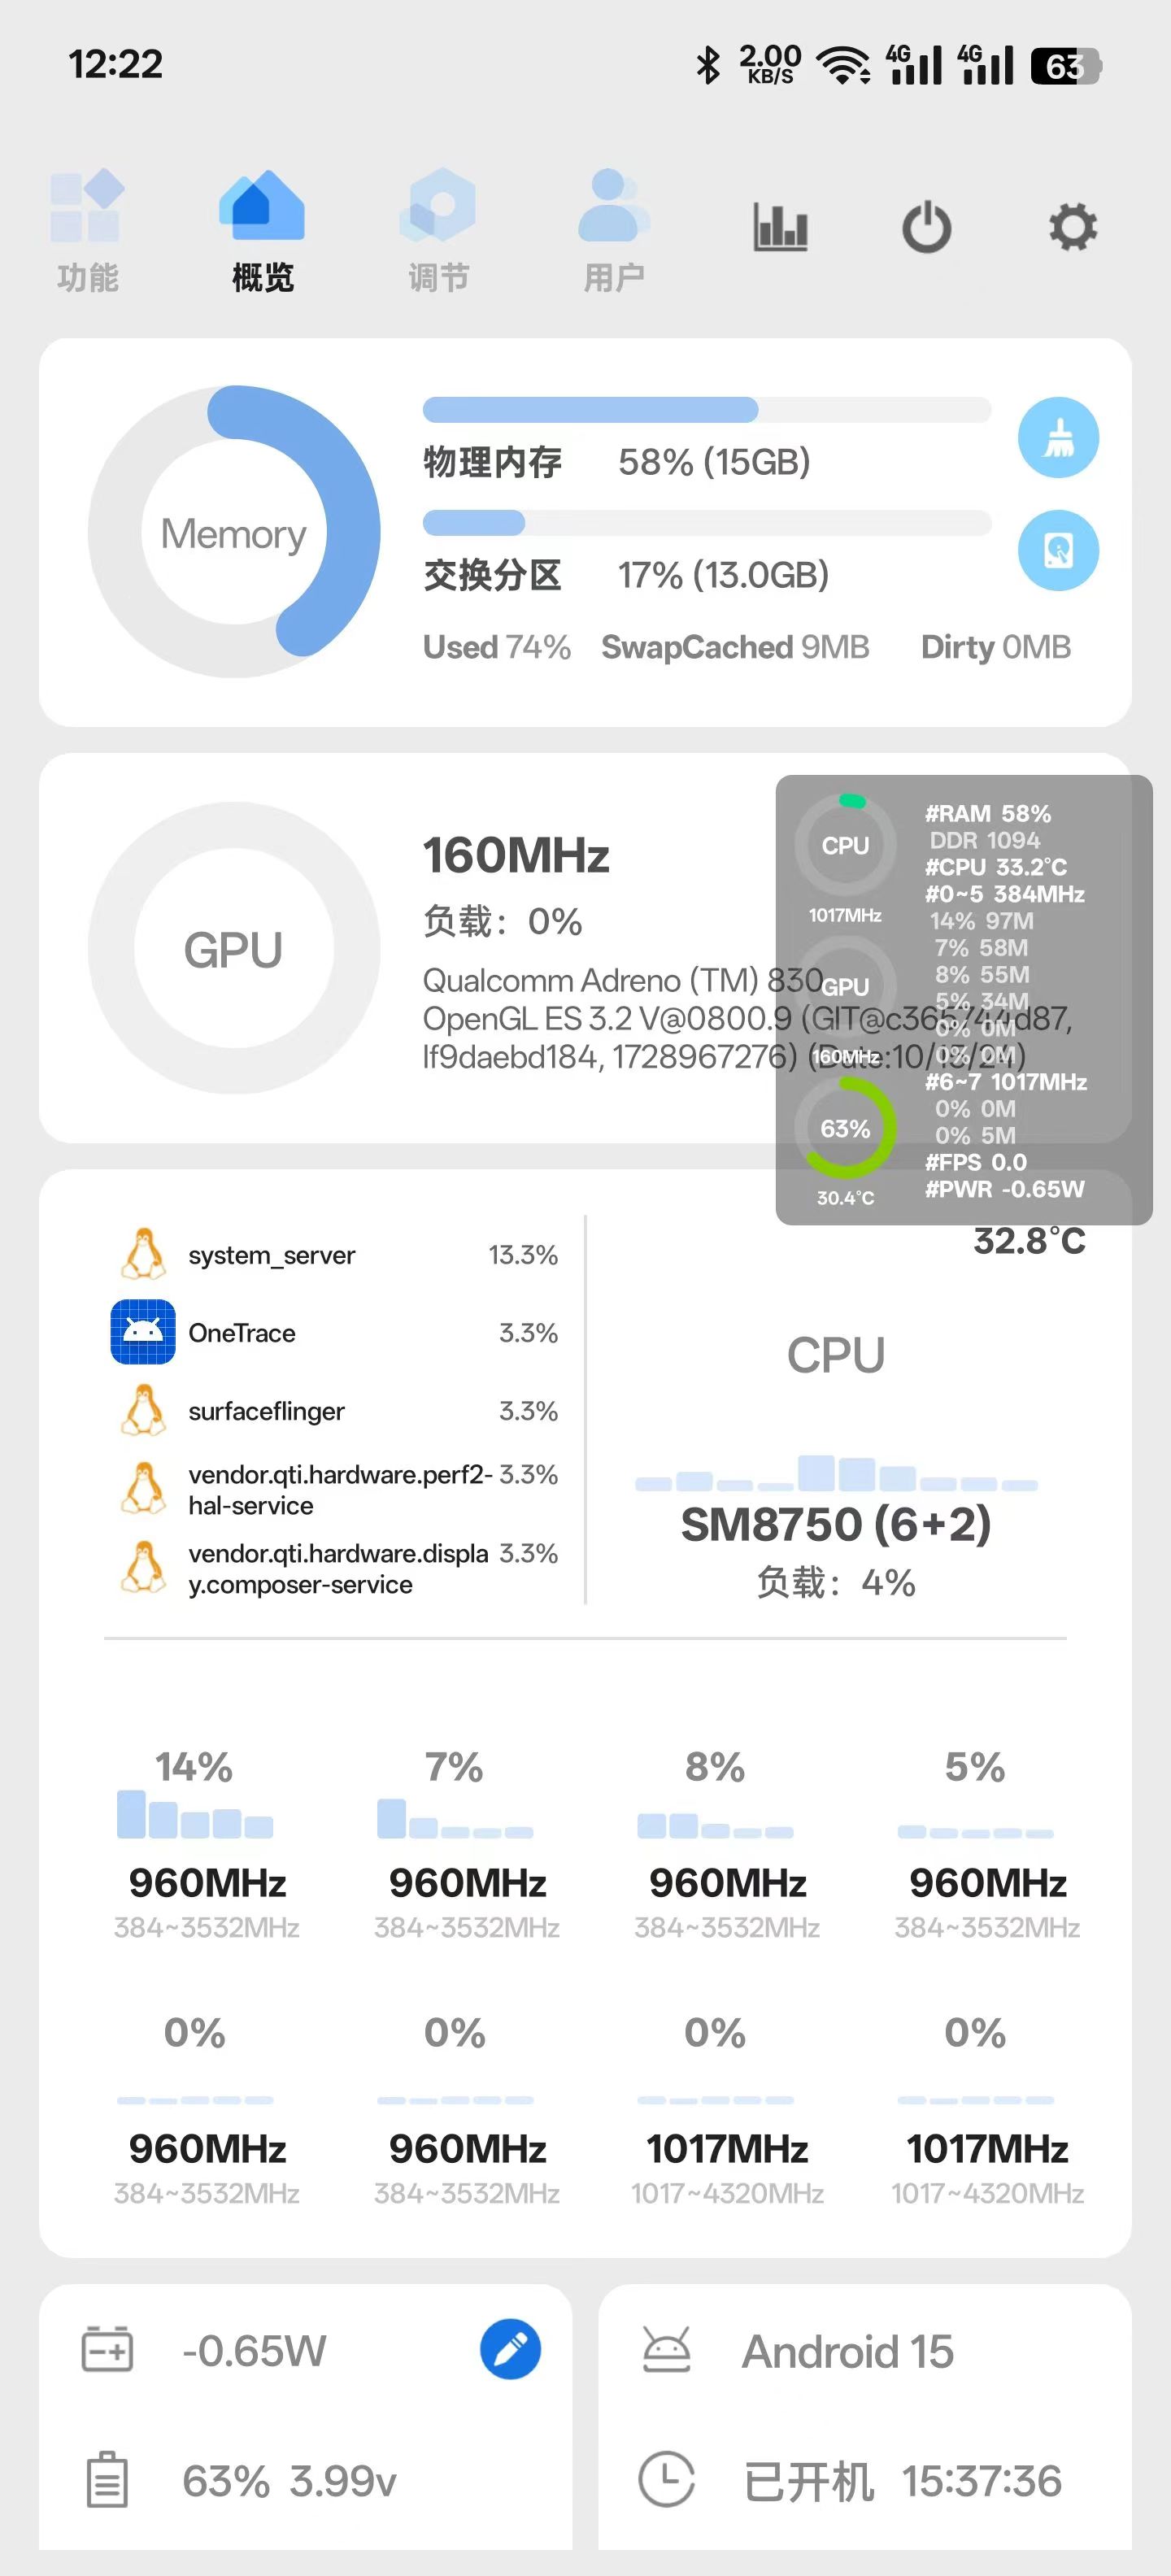 12:22
2.00
KB/S
4G
4G
63
功能
概览
调节
用户
Memory
物理内存 58% (15GB)
交换分区 17% (13.0GB)
Used 74% SwapCached 9MB Dirty 0MB
GPU
160MHz
负载: 0%
Qualcomm Adreno (TM) 830
OpenGL ES 3.2 V@0800.9 (GIT@c365744d87,
If9daebd184, 1728967276) (Date:10/15/24)
CPU
1017MHz
GPU
160MHz
63%
30.4°C
#RAM 58%
DDR 1094
#CPU 33.2°C
#0~5 384MHz
14% 97M
7% 58M
8% 55M
5% 34M
0% 0M
0% 0M
#6~7 1017MHz
0% 0M
0% 5M
#FPS 0.0
#PWR -0.65W
system_server 13.3%
OneTrace 3.3%
surfaceflinger 3.3%
vendor.qti.hardware.perf2- 3.3%
hal-service
vendor.qti.hardware.displa 3.3%
y.composer-service
32.8°C
CPU
SM8750 (6+2)
负载: 4%
14% 7% 8% 5%
960MHz 960MHz 960MHz 960MHz
384~3532MHz 384~3532MHz 384~3532MHz 384~3532MHz
0% 0% 0% 0%
960MHz 960MHz 1017MHz 1017MHz
384~3532MHz 384~3532MHz 1017~4320MHz 1017~4320MHz
-0.65W
63% 3.99v
Android 15
已开机 15:37:36